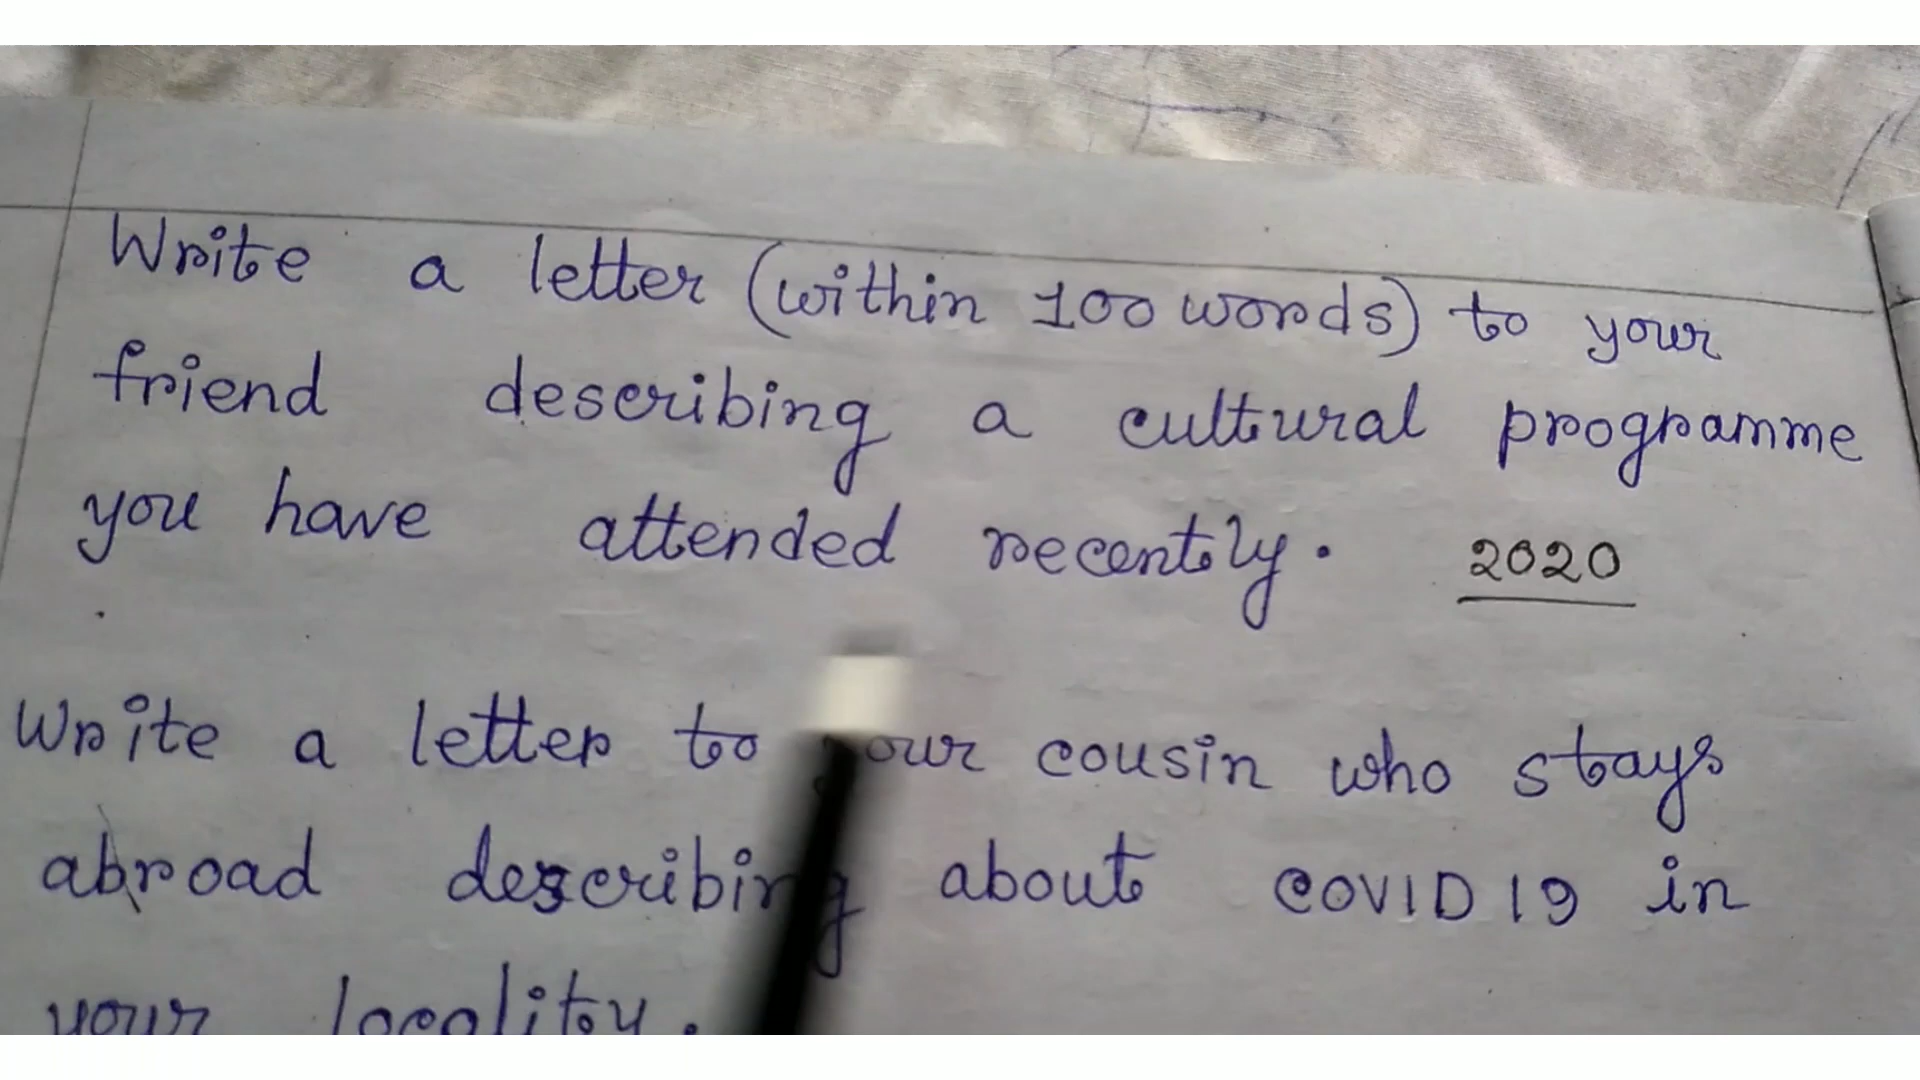 Write a letter (within 100 words) to your
friend describing a cultural programme
you have attended recently. 2020
Write a letter to your cousin who stays
abroad describing about COVID 19 in
your locality.